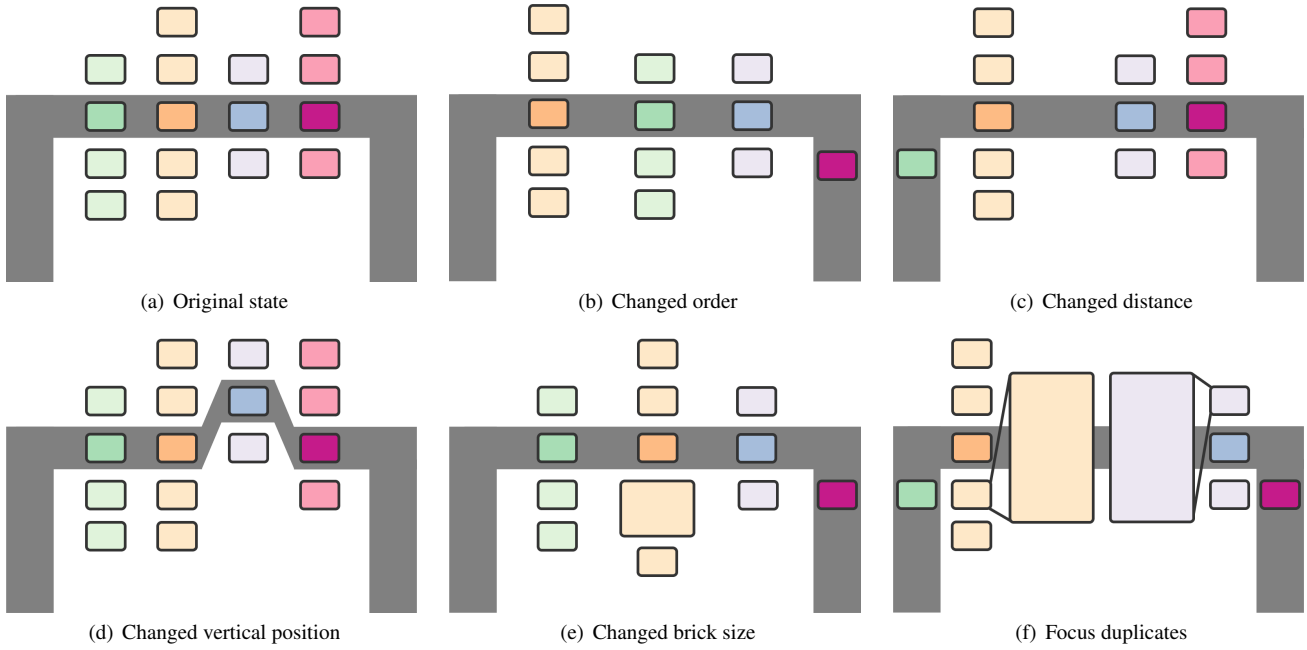 (a) Original state
(b) Changed order
(c) Changed distance
(d) Changed vertical position
(e) Changed brick size
(f) Focus duplicates